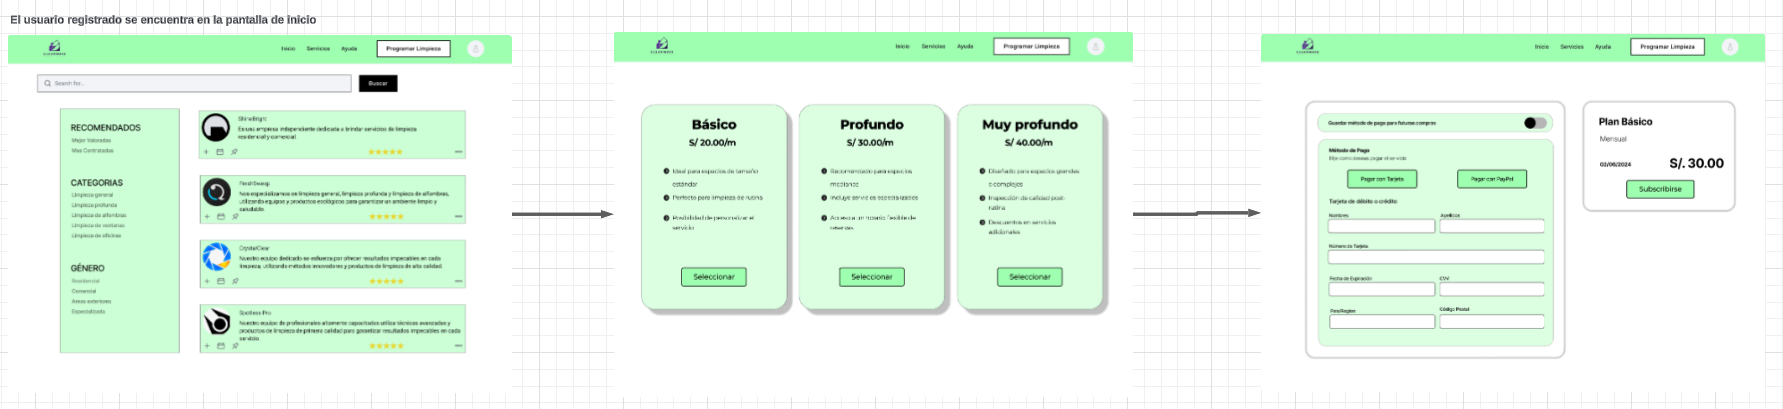 El usuario registrado se encuentra en la pantalla de inicio
Inicio Servicios Ayuda Programar Limpieza
Search for...
Buscar
RECOMENDADOS
Mejor Valoradas
Mas Contratadas
CATEGORIAS
Limpieza general
Limpieza profunda
Limpieza de alfombras
Limpieza de ventanas
Limpieza de oficinas
GÉNERO
Residencial
Comercial
Areas exteriores
Especializada
ShineBright
Es una empresa independiente dedicada a brindar servicios de limpieza
residencial y comercial.
FreshSweep
Nos especializamos en limpieza general, limpieza profunda y limpieza de alfombras,
utilizando equipos y productos ecológicos para garantizar un ambiente limpio y
saludable.
CrystalClear
Nuestro equipo dedicado se esfuerza por ofrecer resultados impecables en cada
limpieza, utilizando métodos innovadores y productos de limpieza de alta calidad.
Spotless Pro
Nuestro equipo de profesionales altamente capacitados utiliza técnicas avanzadas y
productos de limpieza de primera calidad para garantizar resultados impecables en cada
servicio.
Inicio Servicios Ayuda Programar Limpieza
Básico
S/ 20.00/m
Ideal para espacios de tamaño
estándar
Perfecto para limpieza de rutina
Posibilidad de personalizar el
servicio
Seleccionar
Profundo
S/ 30.00/m
Recomendado para espacios
medianos
Incluye servicios especializados
Acceso a un horario flexible de
reservas
Seleccionar
Muy profundo
S/ 40.00/m
Diseñado para espacios grandes
o complejos
Inspección de calidad post-
rutina
Descuentos en servicios
adicionales
Seleccionar
Inicio Servicios Ayuda Programar Limpieza
Guardar método de pago para futuras compras
Método de Pago
Elije como deseas pagar el servicio
Pagar con Tarjeta
Pagar con PayPal
Tarjeta de débito o crédito
Nombres
Apellidos
Número de Tarjeta
Fecha de Expiración
CVV
País/Region
Código Postal
Plan Básico
Mensual
02/06/2024 S/. 30.00
Subscribirse